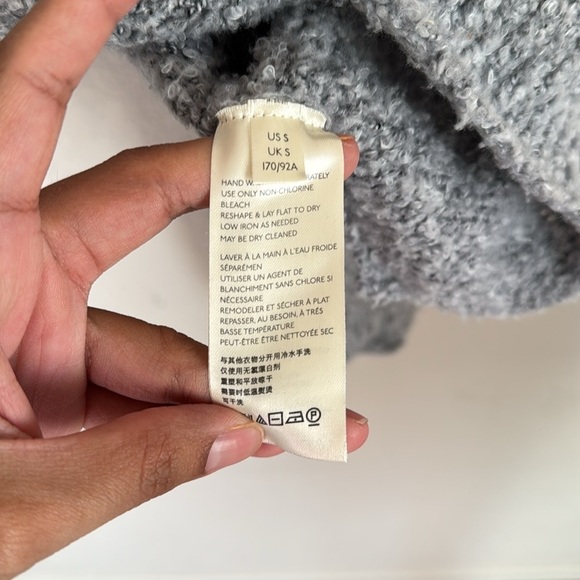 US S
UK S
170/92A
HAND W
USE ONLY NON CHLORINE
BLEACH
RESHAPE & LAY FLAT TO DRY
LOW IRON AS NEEDED
MAY BE DRY CLEANED
LAVER À LA MAIN À L'EAU FROIDE
SÉPARÉMEN
UTILISER UN AGENT DE
BLANCHIMENT SANS CHLORE SI
NÉCESSAIRE
REMODELER ET SÉCHER À PLAT
REPASSER, AU BESOIN, À TRÉS
BASSE TEMPÉRATURE
PEUT-ÊTRE ÊTRE NETTOYÉE SEC
与其他衣物分开用冷水手洗
仅使用无氯漂白剂
重塑和平放晾干
需要时低温熨烫
可干洗
P